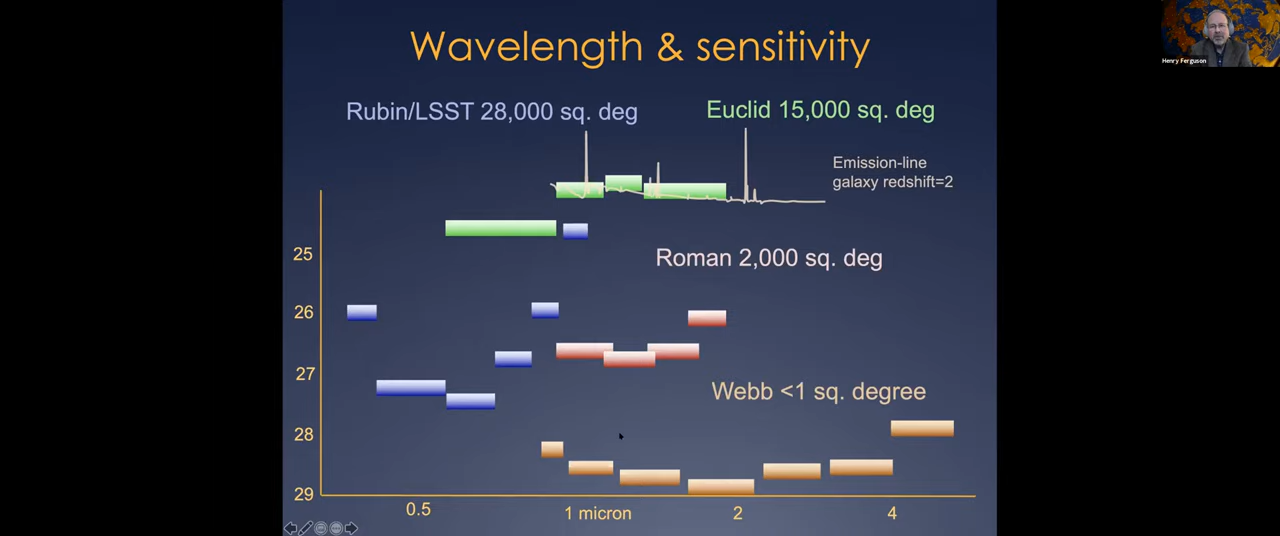 Wavelength & sensitivity
Henry Ferguson
Rubin/LSST 28,000 sq. deg
Euclid 15,000 sq. deg
Emission-line
galaxy redshift=2
25
Roman 2,000 sq. deg
26
27
Webb <1 sq. degree
28
29
0.5
1 micron
2
4